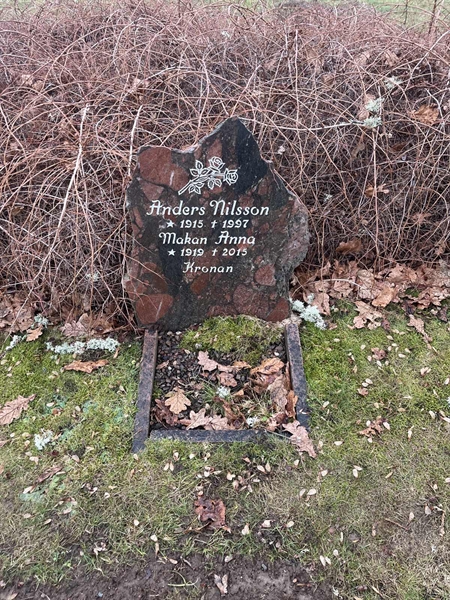 Anders Nilsson
★ 1915 † 1997
Makan Anna
★ 1919 † 2015
Kronan